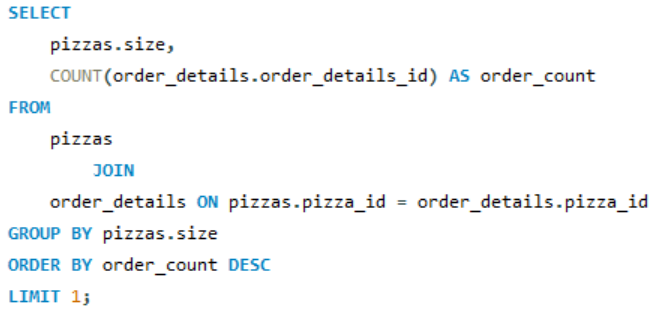 SELECT
pizzas.size,
COUNT(order_details.order_details_id) AS order_count
FROM
pizzas
JOIN
order_details ON pizzas.pizza_id = order_details.pizza_id
GROUP BY pizzas.size
ORDER BY order_count DESC
LIMIT 1;